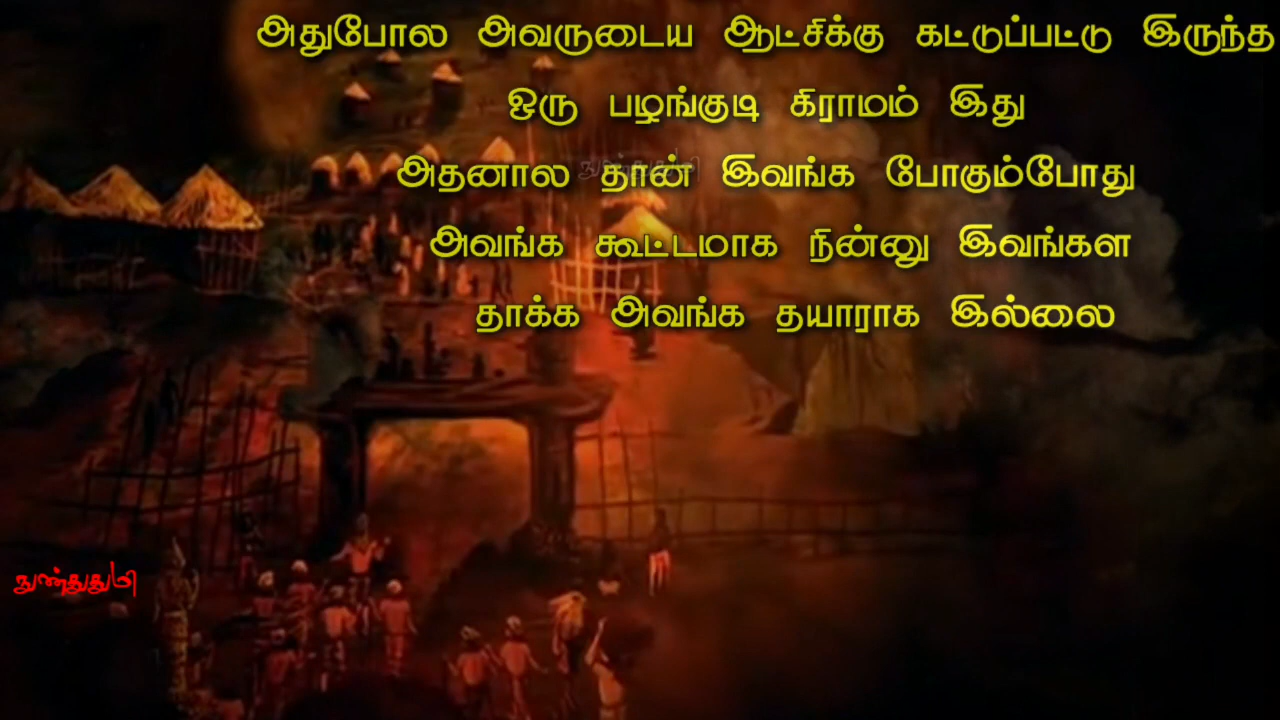 அதுபோல அவருடைய ஆட்சிக்கு கட்டுப்பட்டு இருந்த
ஒரு பழங்குடி கிராமம் இது
அதனால தான் இவங்க போகும்போது
அவங்க கூட்டமாக நின்னு இவங்கள
தாக்க அவங்க தயாராக இல்லை